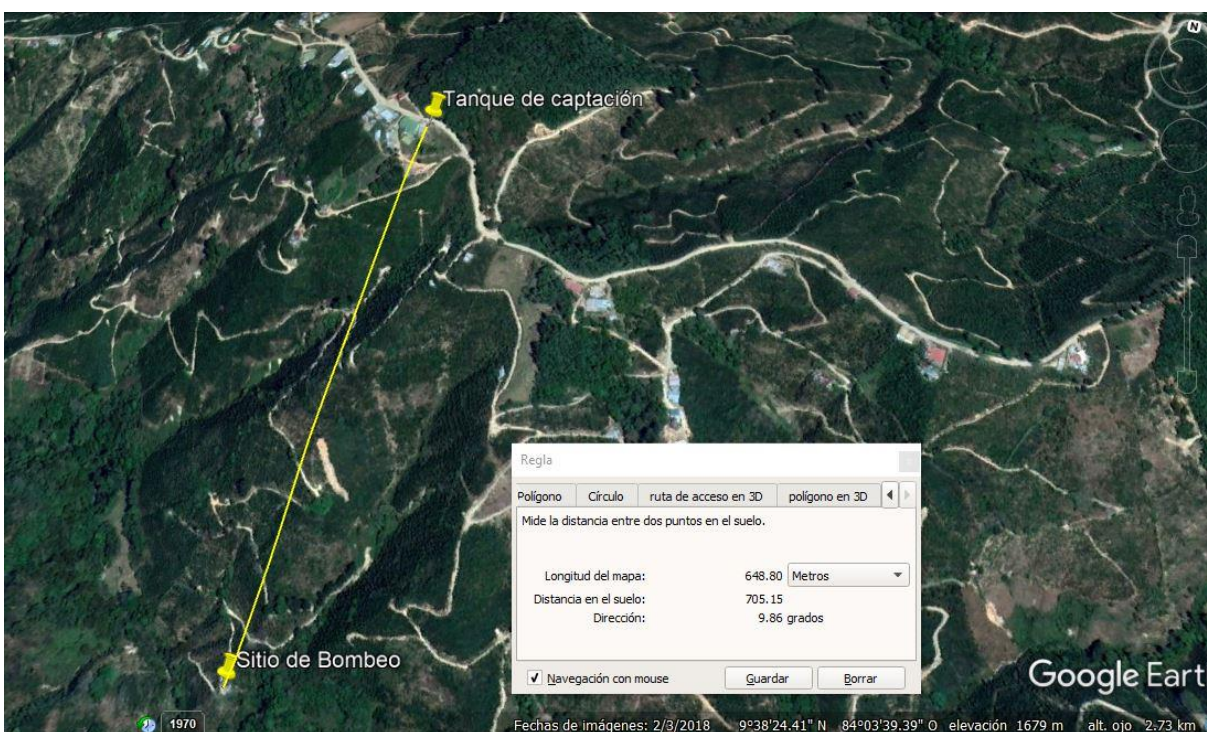 N
Tanque de captación
Regla
Polígono Círculo ruta de acceso en 3D polígono en 3D
Mide la distancia entre dos puntos en el suelo.
Longitud del mapa: 648.80 Metros
Distancia en el suelo: 705.15
Dirección: 9.86 grados
Navegación con mouse Guardar Borrar
Sitio de Bombeo
Google Eart
1970 Fechas de imágenes: 2/3/2018 9°38'24.41" N 84°03'39.39" O elevación 1679 m alt. ojo 2.73 km